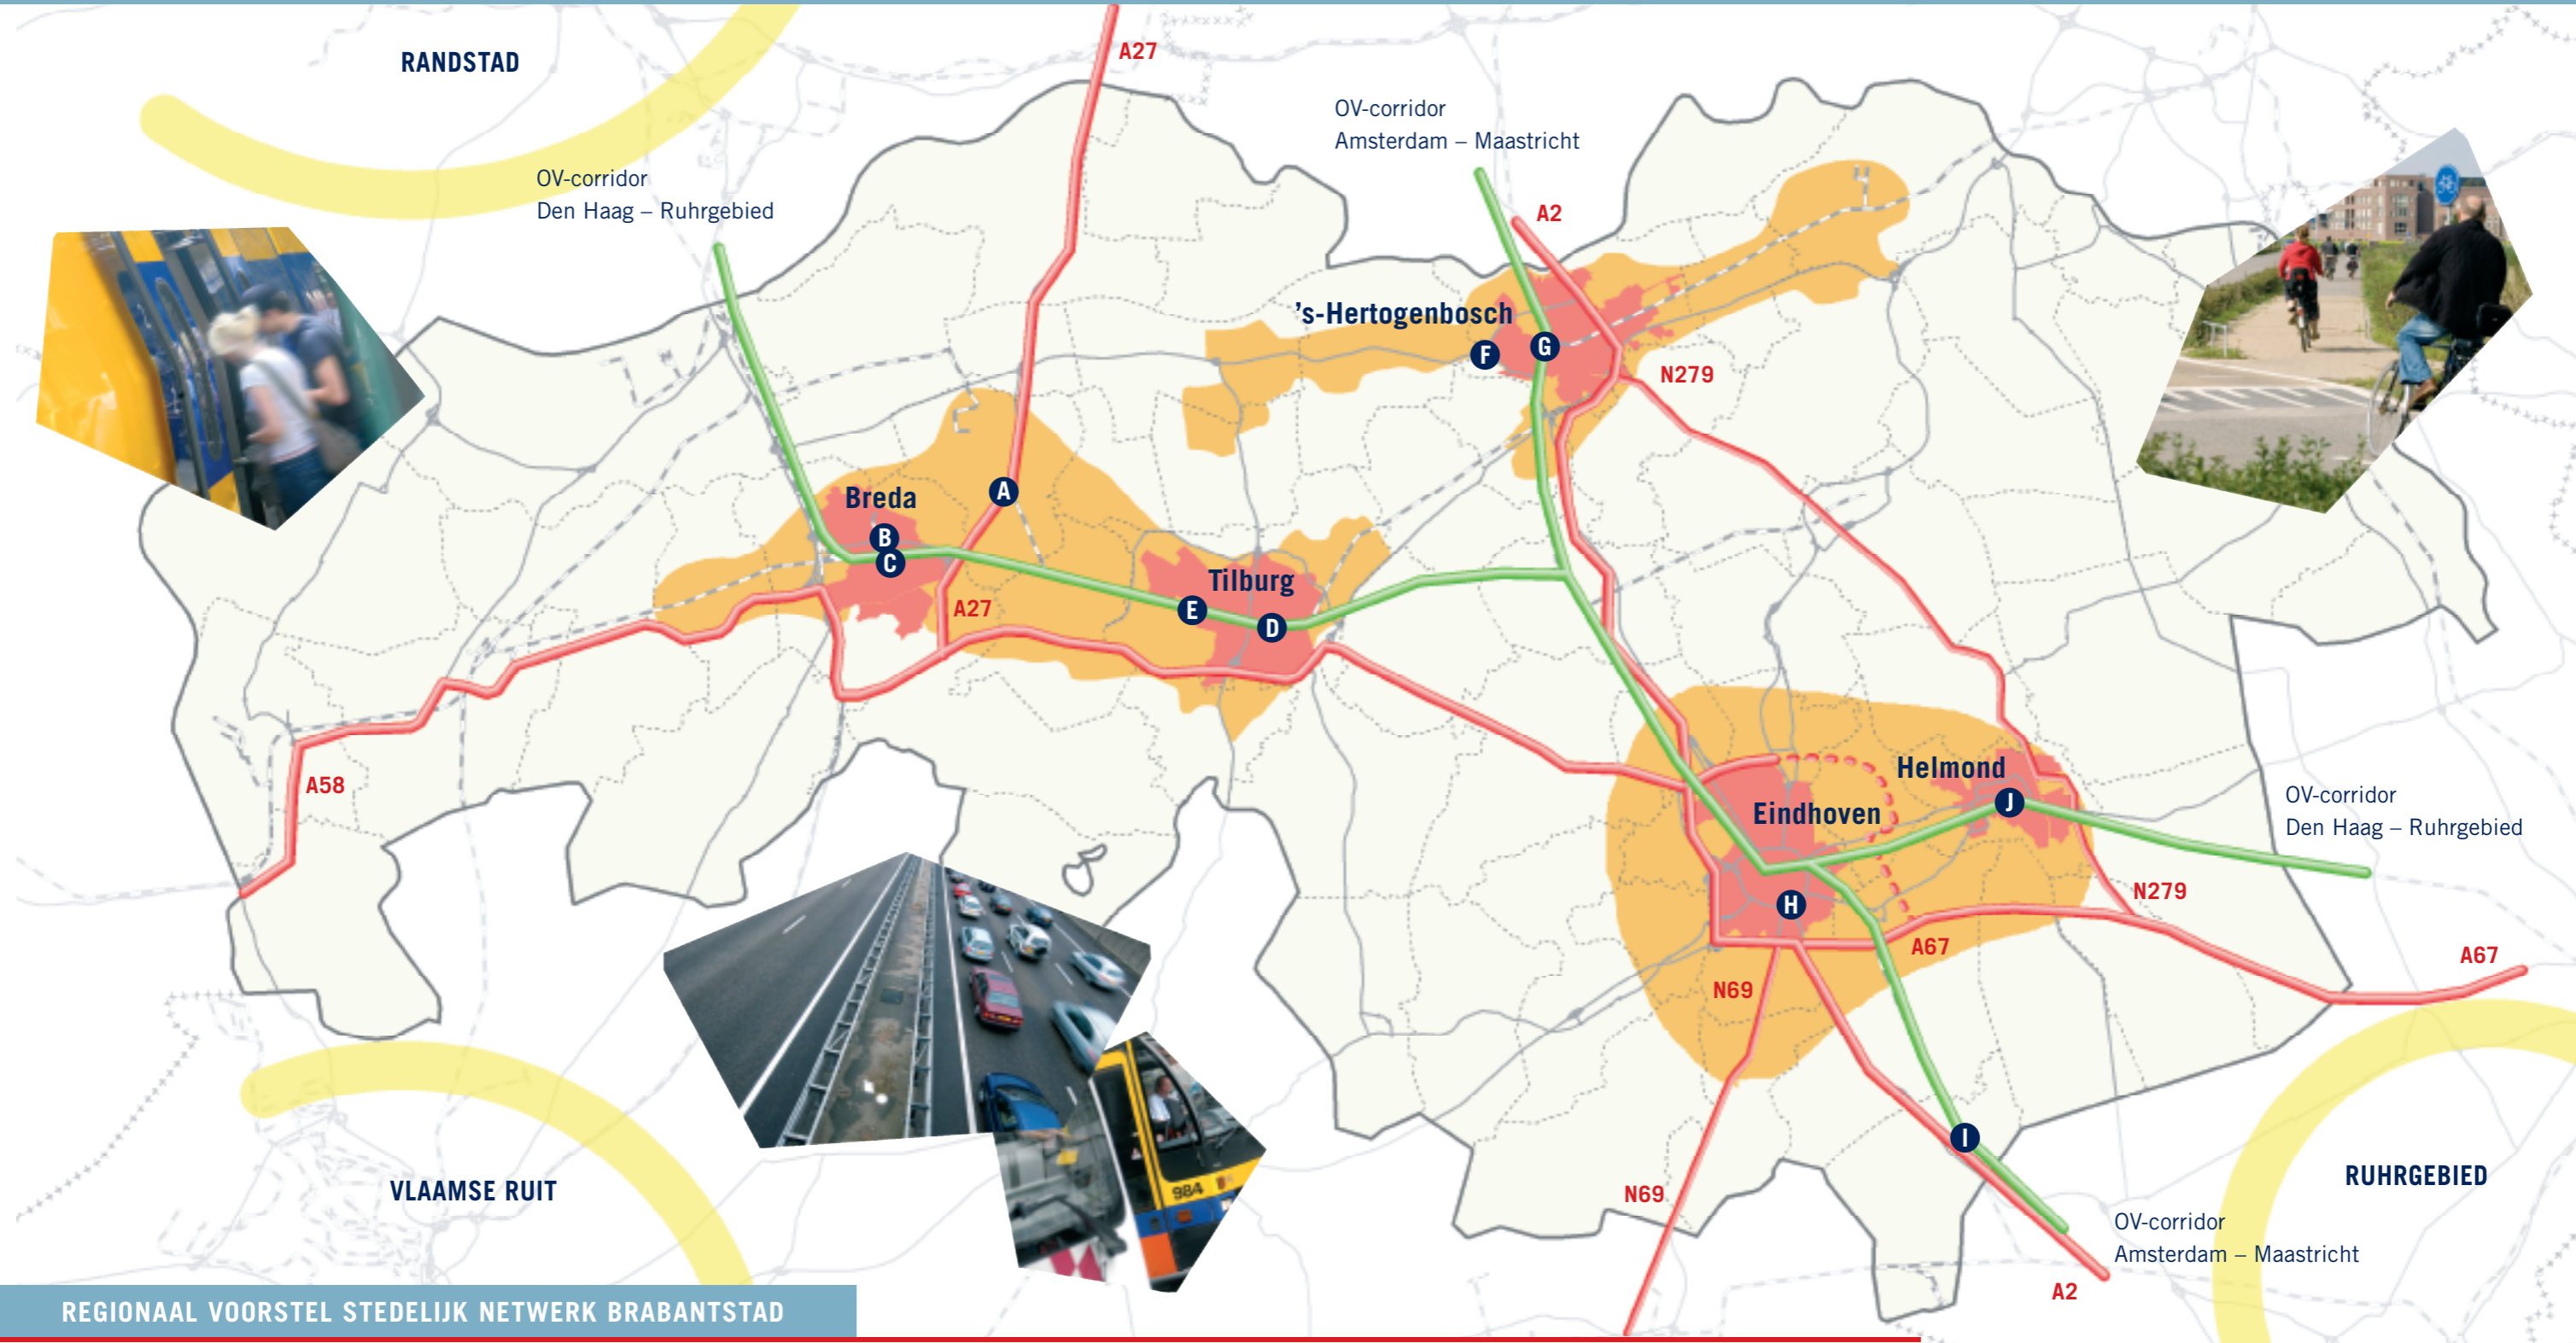 RANDSTAD
A27
OV-corridor
Amsterdam – Maastricht
OV-corridor
Den Haag – Ruhrgebied
A2
's-Hertogenbosch
F
G
N279
Breda
A
B
C
Tilburg
E
D
A27
A58
Helmond
J
Eindhoven
OV-corridor
Den Haag – Ruhrgebied
H
N279
A67
A67
N69
I
984
VLAAMSE RUIT
N69
RUHRGEBIED
OV-corridor
Amsterdam – Maastricht
A2
REGIONAAL VOORSTEL STEDELIJK NETWERK BRABANTSTAD